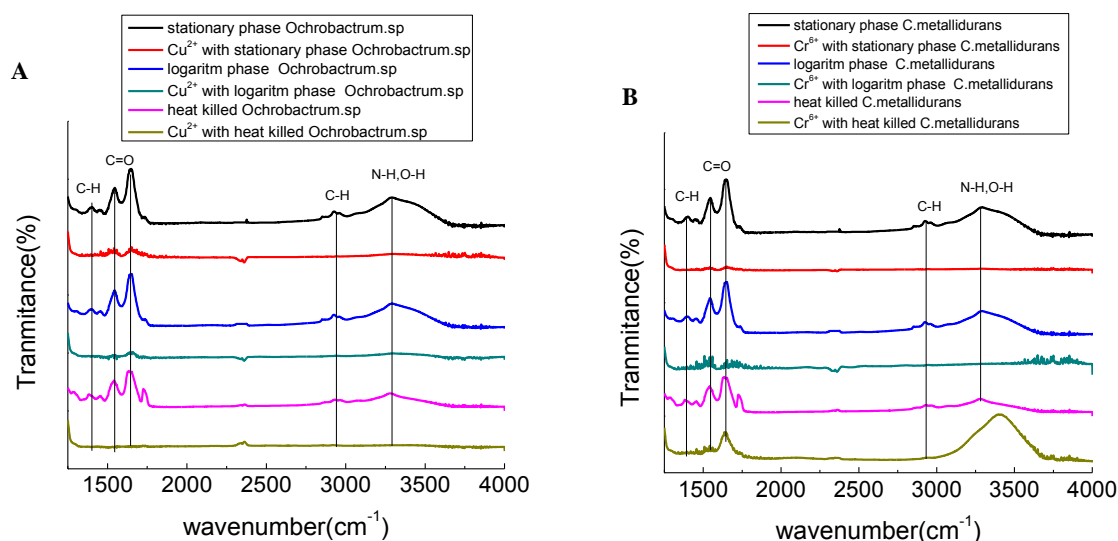 A
stationary phase Ochrobactrum.sp
Cu²⁺ with stationary phase Ochrobactrum.sp
logaritm phase Ochrobactrum.sp
Cu²⁺ with logaritm phase Ochrobactrum.sp
heat killed Ochrobactrum.sp
Cu²⁺ with heat killed Ochrobactrum.sp
C=O
C-H
C-H
N-H,O-H
Tranmitance(%)
1500 2000 2500 3000 3500 4000
wavenumber(cm⁻¹)
B
stationary phase C.metallidurans
Cr⁶⁺ with stationary phase C.metallidurans
logaritm phase C.metallidurans
Cr⁶⁺ with logaritm phase C.metallidurans
heat killed C.metallidurans
Cr⁶⁺ with heat killed C.metallidurans
C=O
C-H
C-H
N-H,O-H
Tranmitance(%)
1500 2000 2500 3000 3500 4000
wavenumber(cm⁻¹)